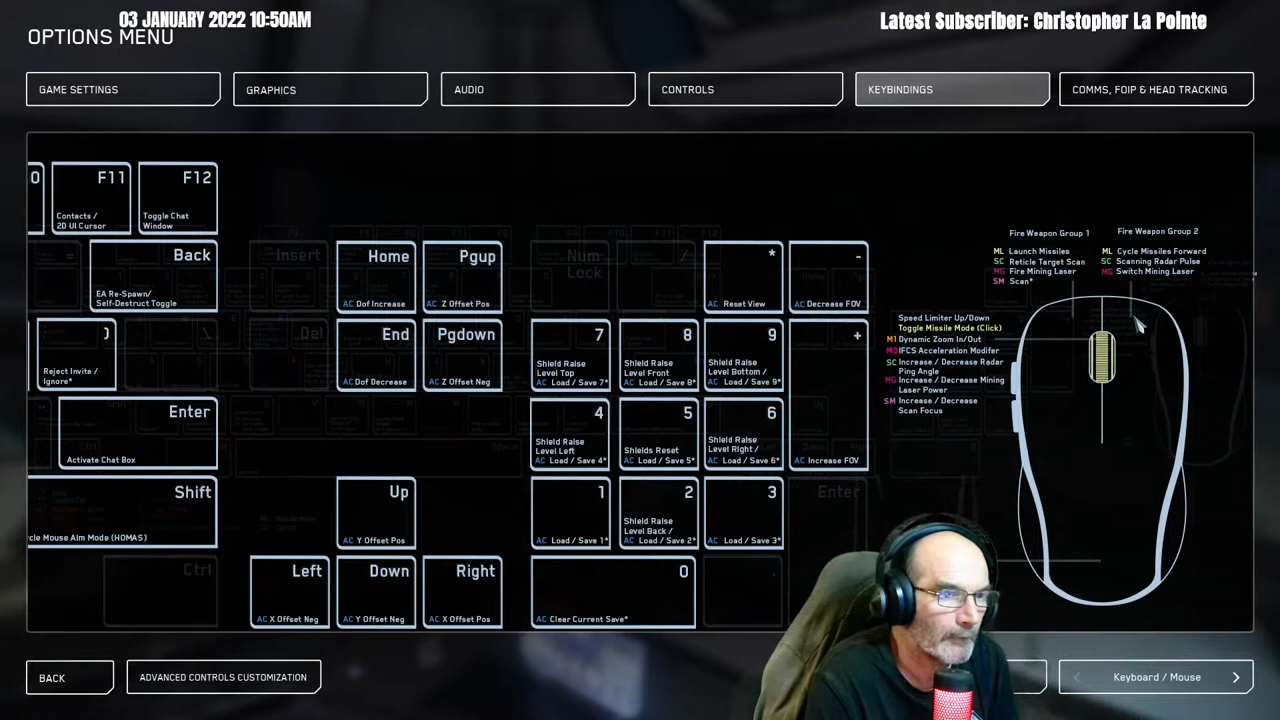 03 JANUARY 2022 10:50AM
Latest Subscriber: Christopher La Pointe
OPTIONS MENU
GAME SETTINGS
GRAPHICS
AUDIO
CONTROLS
KEYBINDINGS
COMMS, FOIP & HEAD TRACKING
0
F11
Contacts /
2D UI Cursor
F12
Toggle Chat
Window
Back
EA Re-Spawn/
Self-Destruct Toggle
Insert
Home
AC Dof Increase
Pgup
AC Z Offset Pos
Num
Lock
/
*
AC Reset View
-
AC Decrease FOV
Reject Invite /
Ignore*
\
Del
End
AC Dof Decrease
Pgdown
AC Z Offset Neg
7
Shield Raise
Level Top
AC Load / Save 7*
8
Shield Raise
Level Front
AC Load / Save 8*
9
Shield Raise
Level Bottom /
AC Load / Save 9*
+
AC Increase FOV
Enter
Activate Chat Box
4
Shield Raise
Level Left
AC Load / Save 4*
5
Shields Reset
AC Load / Save 5*
6
Shield Raise
Level Right /
AC Load / Save 6*
Shift
cle Mouse Aim Mode (HOMAS)
Up
AC Y Offset Pos
1
AC Load / Save 1*
2
Shield Raise
Level Back /
AC Load / Save 2*
3
AC Load / Save 3*
Enter
Ctrl
Left
AC X Offset Neg
Down
AC Y Offset Neg
Right
AC X Offset Pos
0
AC Clear Current Save*
.
Fire Weapon Group 1
ML Launch Missiles
SC Reticle Target Scan
MG Fire Mining Laser
SM Scan*
Fire Weapon Group 2
ML Cycle Missiles Forward
SC Scanning Radar Pulse
MG Switch Mining Laser
Speed Limiter Up/Down
Toggle Missile Mode (Click)
M1 Dynamic Zoom In/Out
M3 IFCS Acceleration Modifer
SC Increase / Decrease Radar
Ping Angle
MG Increase / Decrease Mining
Laser Power
SM Increase / Decrease
Scan Focus
BACK
ADVANCED CONTROLS CUSTOMIZATION
Keyboard / Mouse